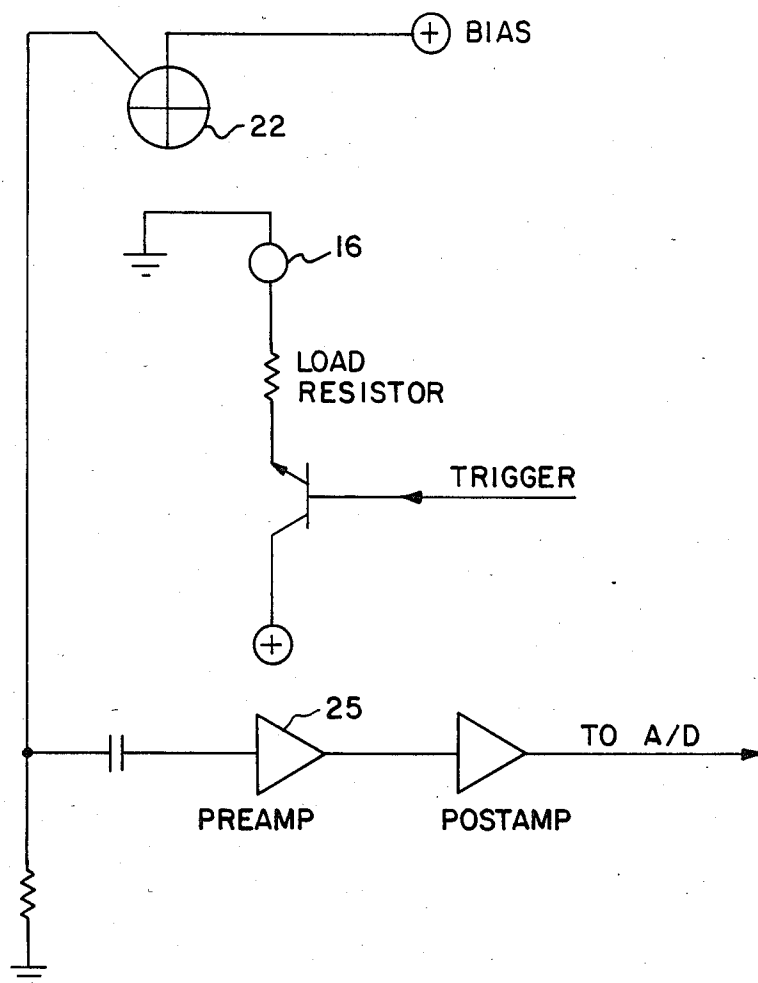 + BIAS
22
16
LOAD
RESISTOR
TRIGGER
+
25
TO A/D
PREAMP
POSTAMP